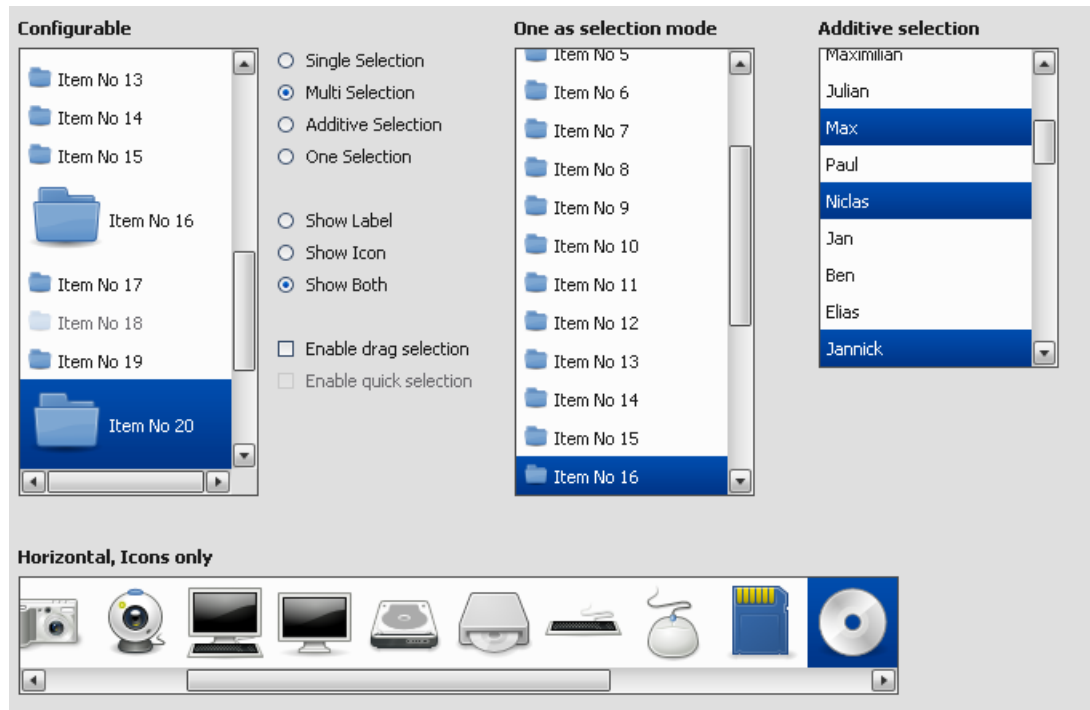 Configurable
Item No 13
Item No 14
Item No 15
Item No 16
Item No 17
Item No 18
Item No 19
Item No 20
Single Selection
Multi Selection
Additive Selection
One Selection
Show Label
Show Icon
Show Both
Enable drag selection
Enable quick selection
One as selection mode
Item No 5
Item No 6
Item No 7
Item No 8
Item No 9
Item No 10
Item No 11
Item No 12
Item No 13
Item No 14
Item No 15
Item No 16
Additive selection
Maximilian
Julian
Max
Paul
Niclas
Jan
Ben
Elias
Jannick
Horizontal, Icons only